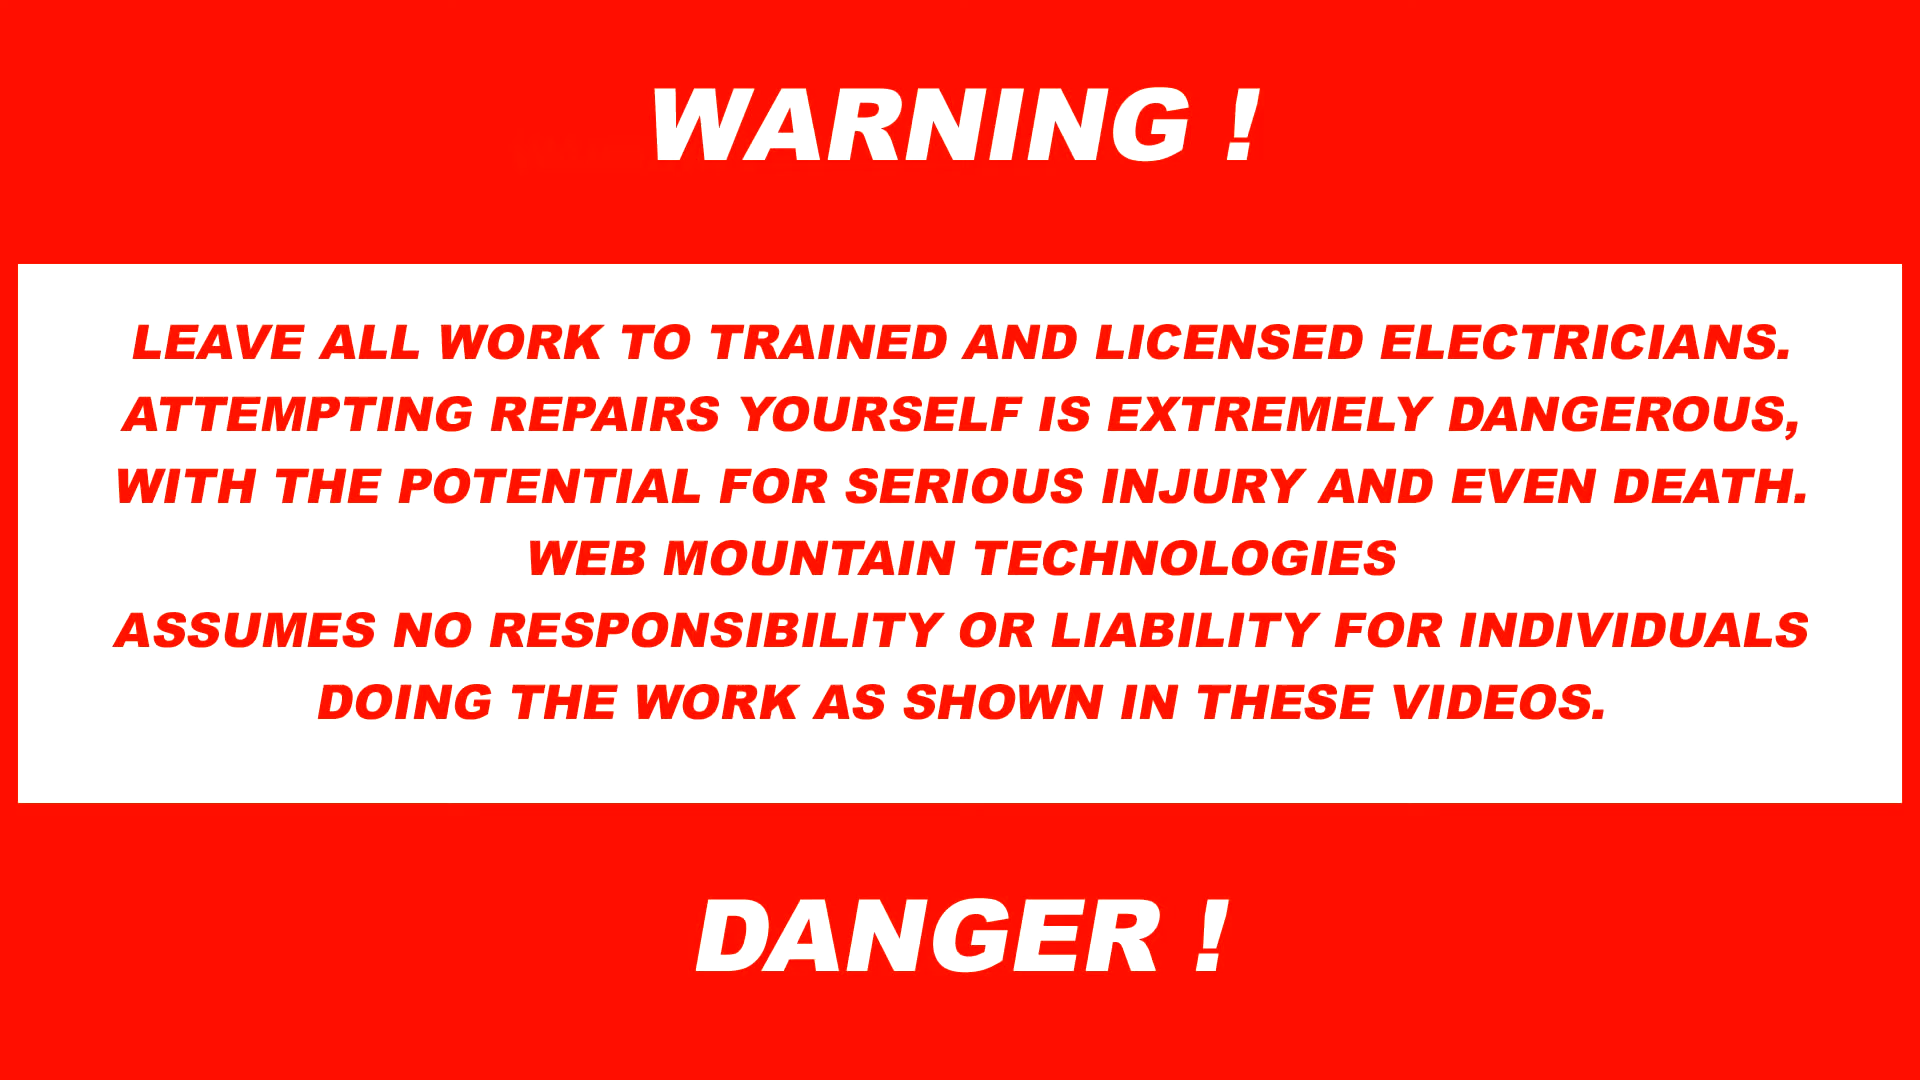 WARNING !
LEAVE ALL WORK TO TRAINED AND LICENSED ELECTRICIANS.
ATTEMPTING REPAIRS YOURSELF IS EXTREMELY DANGEROUS,
WITH THE POTENTIAL FOR SERIOUS INJURY AND EVEN DEATH.
WEB MOUNTAIN TECHNOLOGIES
ASSUMES NO RESPONSIBILITY OR LIABILITY FOR INDIVIDUALS
DOING THE WORK AS SHOWN IN THESE VIDEOS.
DANGER !